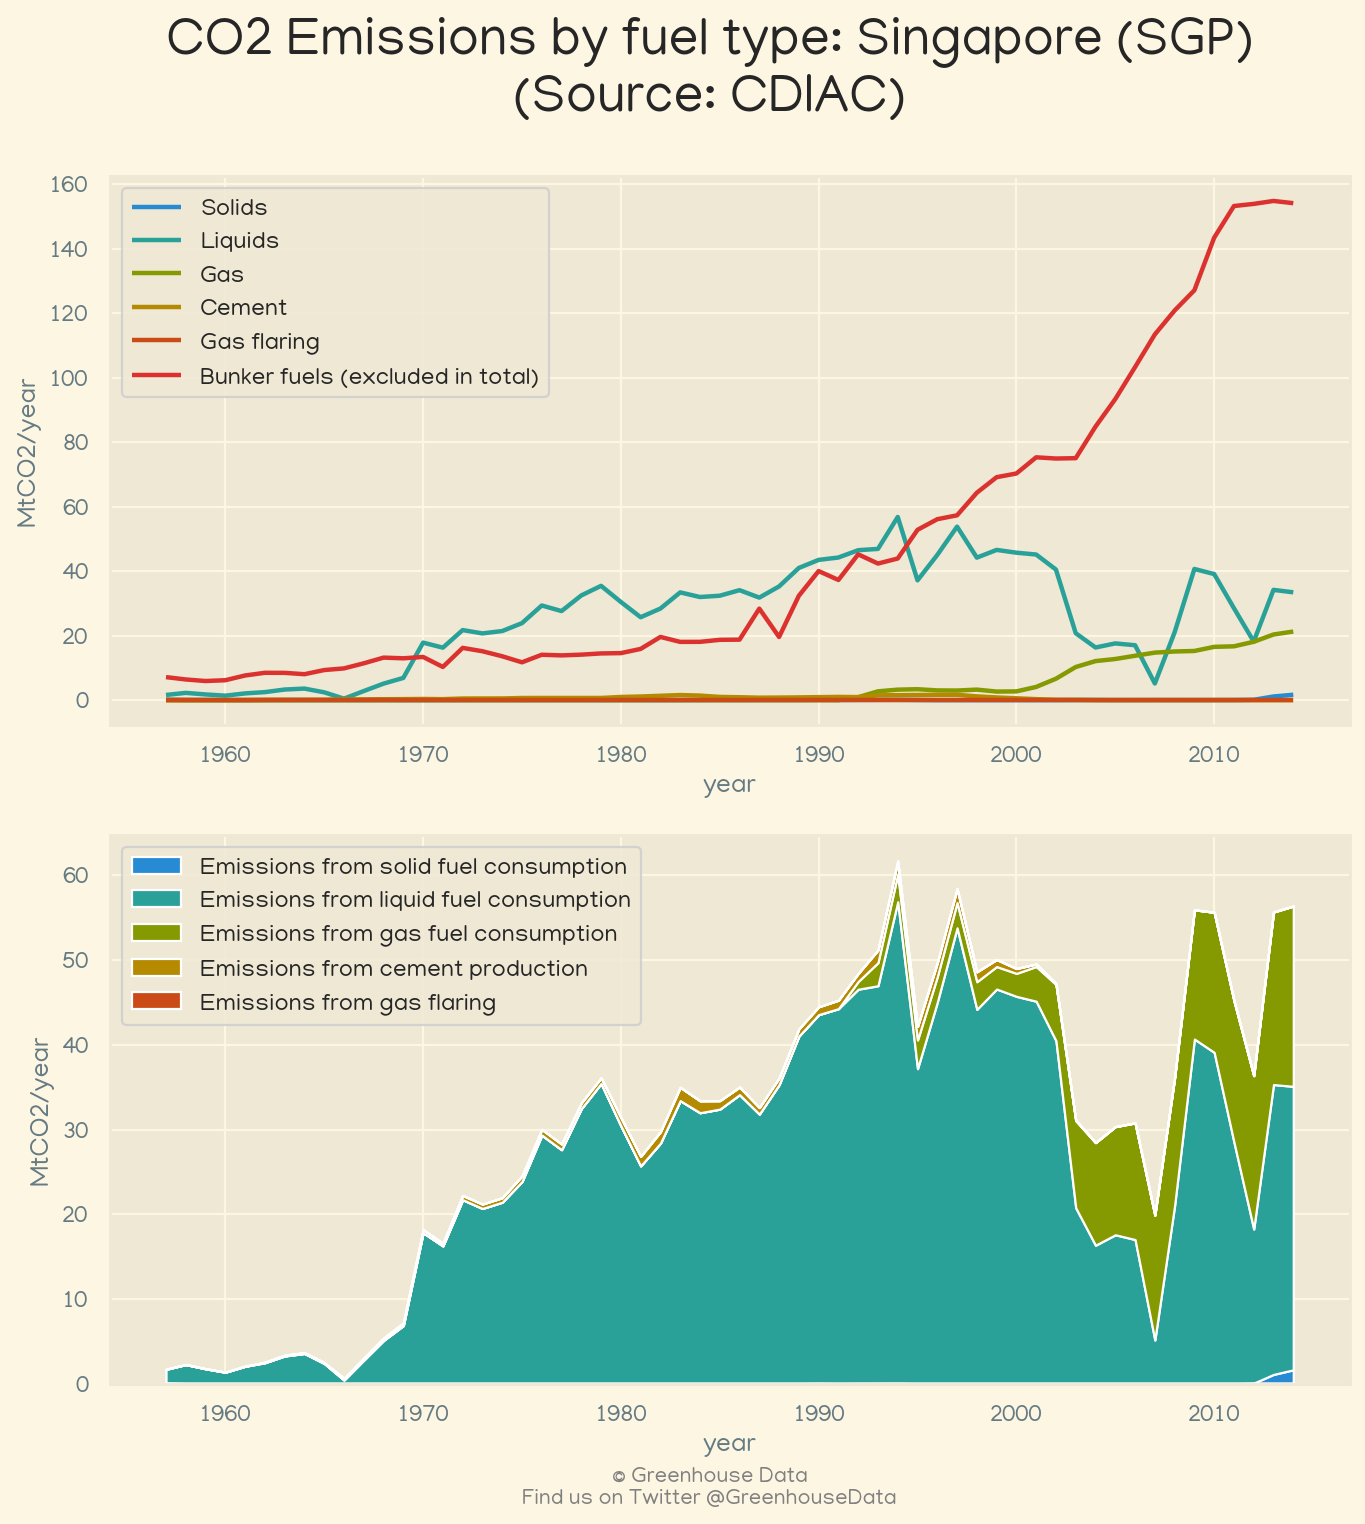 CO2 Emissions by fuel type: Singapore (SGP)
(Source: CDIAC)
160
140
120
100
80
60
40
20
0
MtCO2/year
Solids
Liquids
Gas
Cement
Gas flaring
Bunker fuels (excluded in total)
1960 1970 1980 1990 2000 2010
year
60
50
40
30
20
10
0
MtCO2/year
Emissions from solid fuel consumption
Emissions from liquid fuel consumption
Emissions from gas fuel consumption
Emissions from cement production
Emissions from gas flaring
1960 1970 1980 1990 2000 2010
year
© Greenhouse Data
Find us on Twitter @GreenhouseData